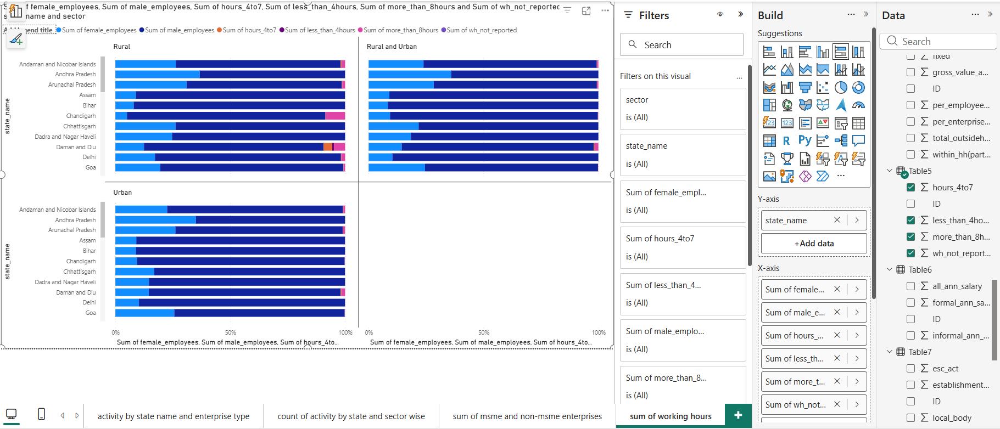 f female_employees, Sum of male_employees, Sum of hours_4to7, Sum of less_than_4hours, Sum of more_than_8hours and Sum of wh_not_reported
name and sector
gend title
Sum of female_employees
Sum of male_employees
Sum of hours_4to7
Sum of less_than_4hours
Sum of more_than_8hours
Sum of wh_not_reported
Rural
Rural and Urban
state_name
Andaman and Nicobar Islands
Andhra Pradesh
Arunachal Pradesh
Assam
Bihar
Chandigarh
Chhattisgarh
Dadra and Nagar Haveli
Daman and Diu
Delhi
Goa
Urban
state_name
Andaman and Nicobar Islands
Andhra Pradesh
Arunachal Pradesh
Assam
Bihar
Chandigarh
Chhattisgarh
Dadra and Nagar Haveli
Daman and Diu
Delhi
Goa
0%
50%
100%
0%
50%
100%
Sum of female_employees, Sum of male_employees, Sum of hours_4to...
Sum of female_employees, Sum of male_employees, Sum of hours_4to...
Filters
Search
Filters on this visual
...
sector
is (All)
state_name
is (All)
Sum of female_empl...
is (All)
Sum of hours_4to7
is (All)
Sum of less_than_4...
is (All)
Sum of male_emplo...
is (All)
Sum of more_than_8...
is (All)
Build
Suggestions
123
123
R
Py
...
Y-axis
state_name
+Add data
X-axis
Sum of female...
Sum of male_e...
Sum of hours_...
Sum of less_th...
Sum of more_t...
Sum of wh_not...
Data
Search
fixed
gross_value_a...
ID
per_employee...
per_enterprise...
total_outsideh...
within_hh(part...
Table5
hours_4to7
ID
less_than_4ho...
more_than_8h...
wh_not_report...
Table6
all_ann_salary
formal_ann_sa...
ID
informal_ann_...
Table7
esc_act
establishment...
ID
local_body
activity by state name and enterprise type
count of activity by state and sector wise
sum of msme and non-msme enterprises
sum of working hours
+